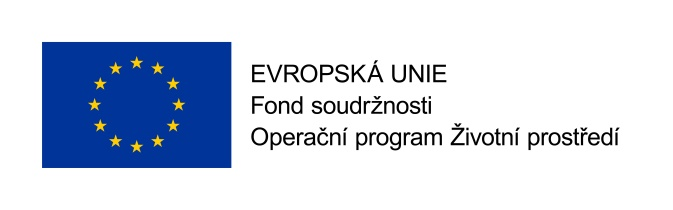 EVROPSKÁ UNIE
Fond soudržnosti
Operační program Životní prostředí